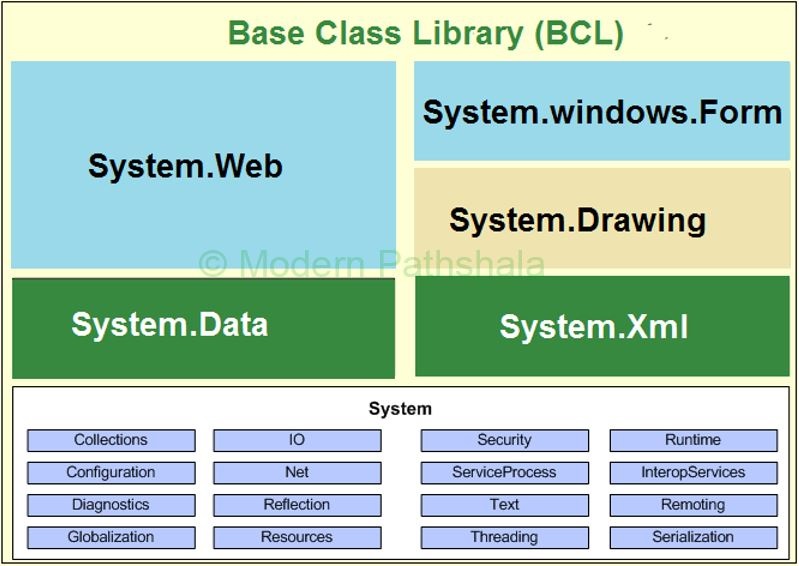 Base Class Library (BCL)
System.Web
System.windows.Form
System.Drawing
© Modern Pathshala
System.Data
System.Xml
System
Collections
IO
Security
Runtime
Configuration
Net
ServiceProcess
InteropServices
Diagnostics
Reflection
Text
Remoting
Globalization
Resources
Threading
Serialization